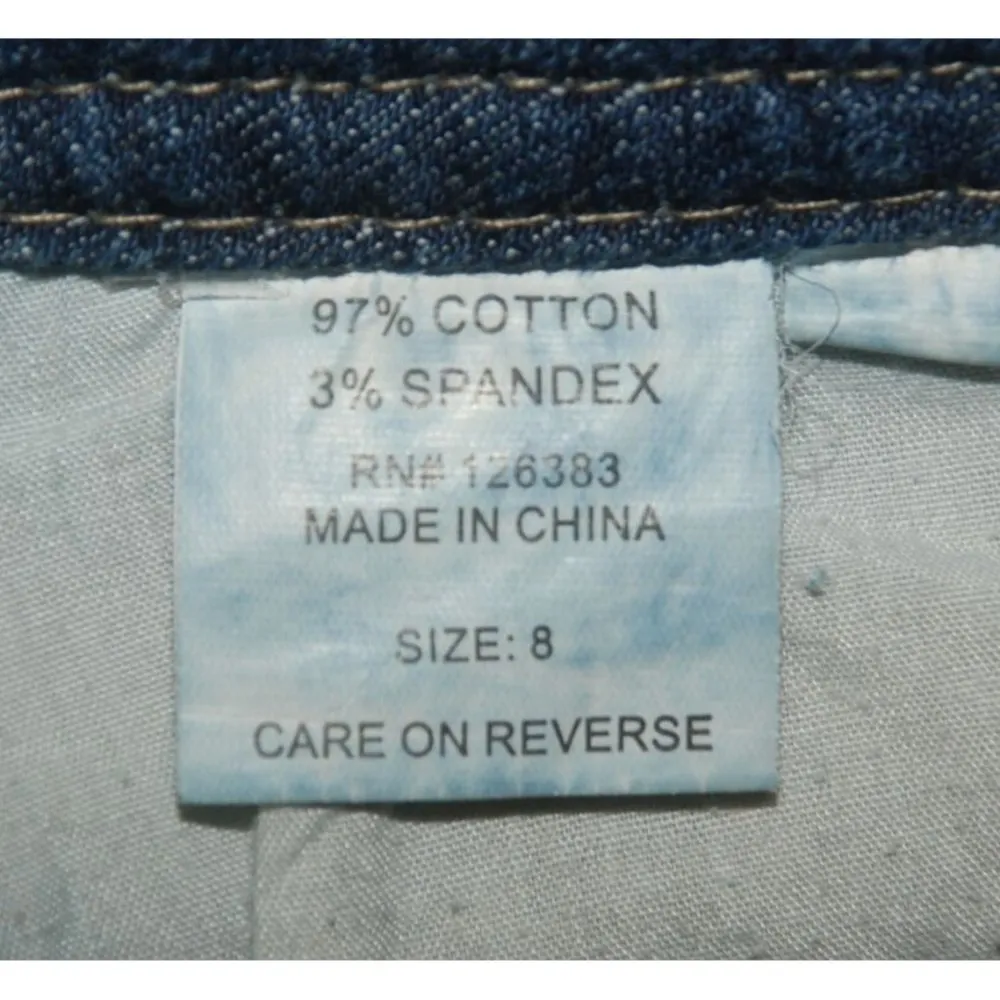 97% COTTON
3% SPANDEX
RN# 126383
MADE IN CHINA
SIZE: 8
CARE ON REVERSE